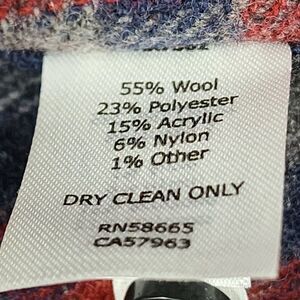 55% Wool
23% Polyester
15% Acrylic
6% Nylon
1% Other
DRY CLEAN ONLY
RN58665
CA57963